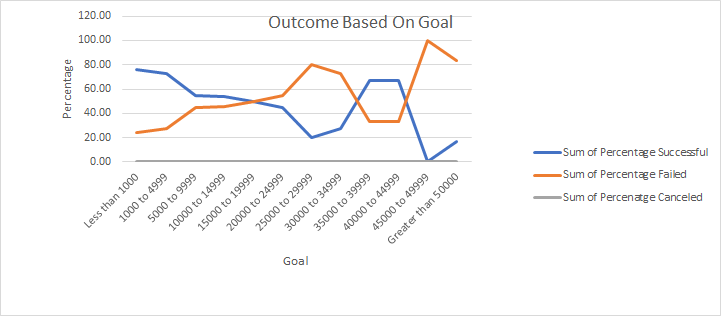 Outcome Based On Goal
120.00
100.00
80.00
60.00
40.00
20.00
0.00
Percentage
Less than 1000
1000 to 4999
5000 to 9999
10000 to 14999
15000 to 19999
20000 to 24999
25000 to 29999
30000 to 34999
35000 to 39999
40000 to 44999
45000 to 49999
Greater than 50000
Goal
Sum of Percentage Successful
Sum of Percentage Failed
Sum of Percenatge Canceled